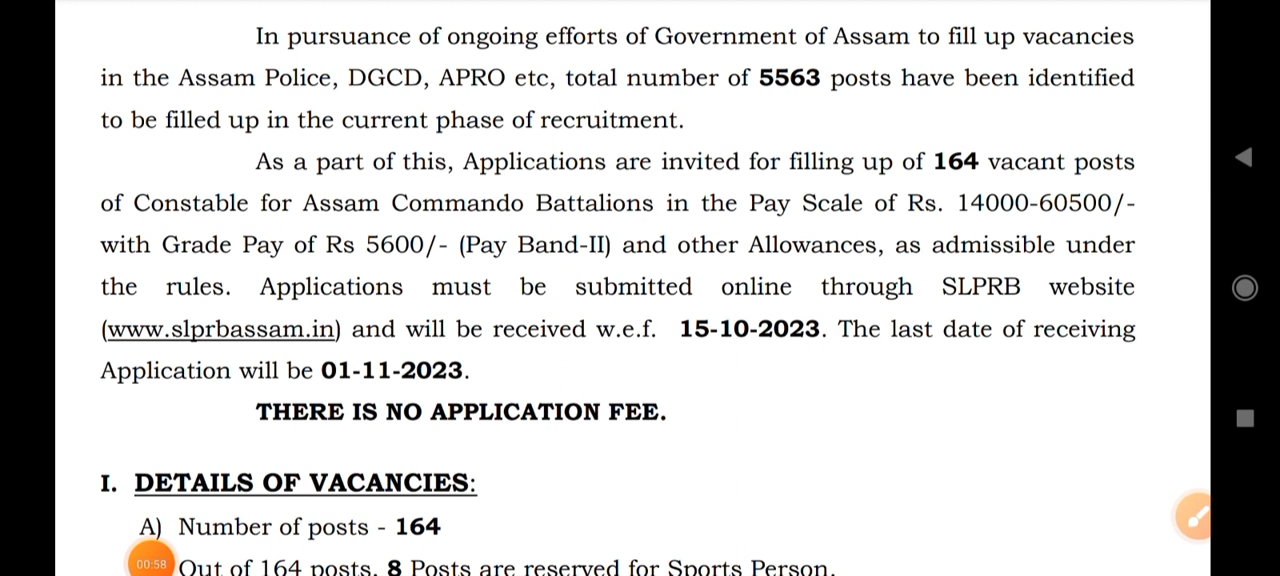 In pursuance of ongoing efforts of Government of Assam to fill up vacancies
in the Assam Police, DGCD, APRO etc, total number of 5563 posts have been identified
to be filled up in the current phase of recruitment.
As a part of this, Applications are invited for filling up of 164 vacant posts
of Constable for Assam Commando Battalions in the Pay Scale of Rs. 14000-60500/-
with Grade Pay of Rs 5600/- (Pay Band-II) and other Allowances, as admissible under
the rules. Applications must be submitted online through SLPRB website
(www.slprbassam.in) and will be received w.e.f. 15-10-2023. The last date of receiving
Application will be 01-11-2023.
THERE IS NO APPLICATION FEE.
I. DETAILS OF VACANCIES:
A) Number of posts - 164
00:58
Out of 164 posts, 8 Posts are reserved for Sports Person.